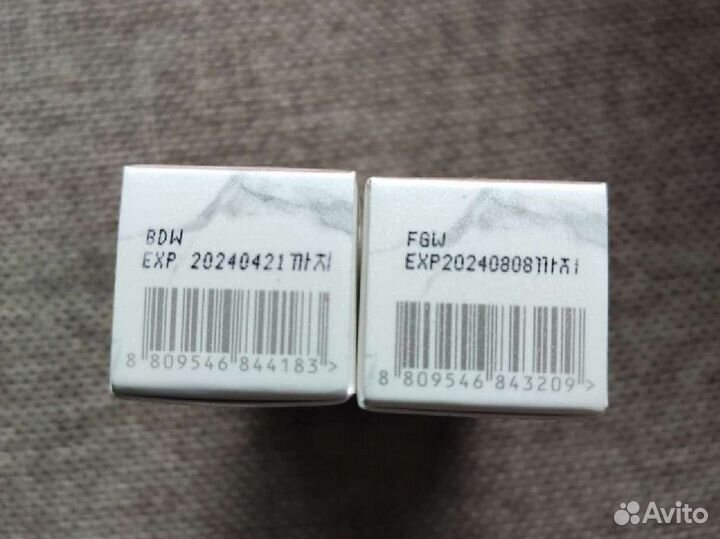 BDW
EXP 20240421까지
8 809546 844183 >
FGW
EXP20240808까지
8 809546 843209 >
Avito